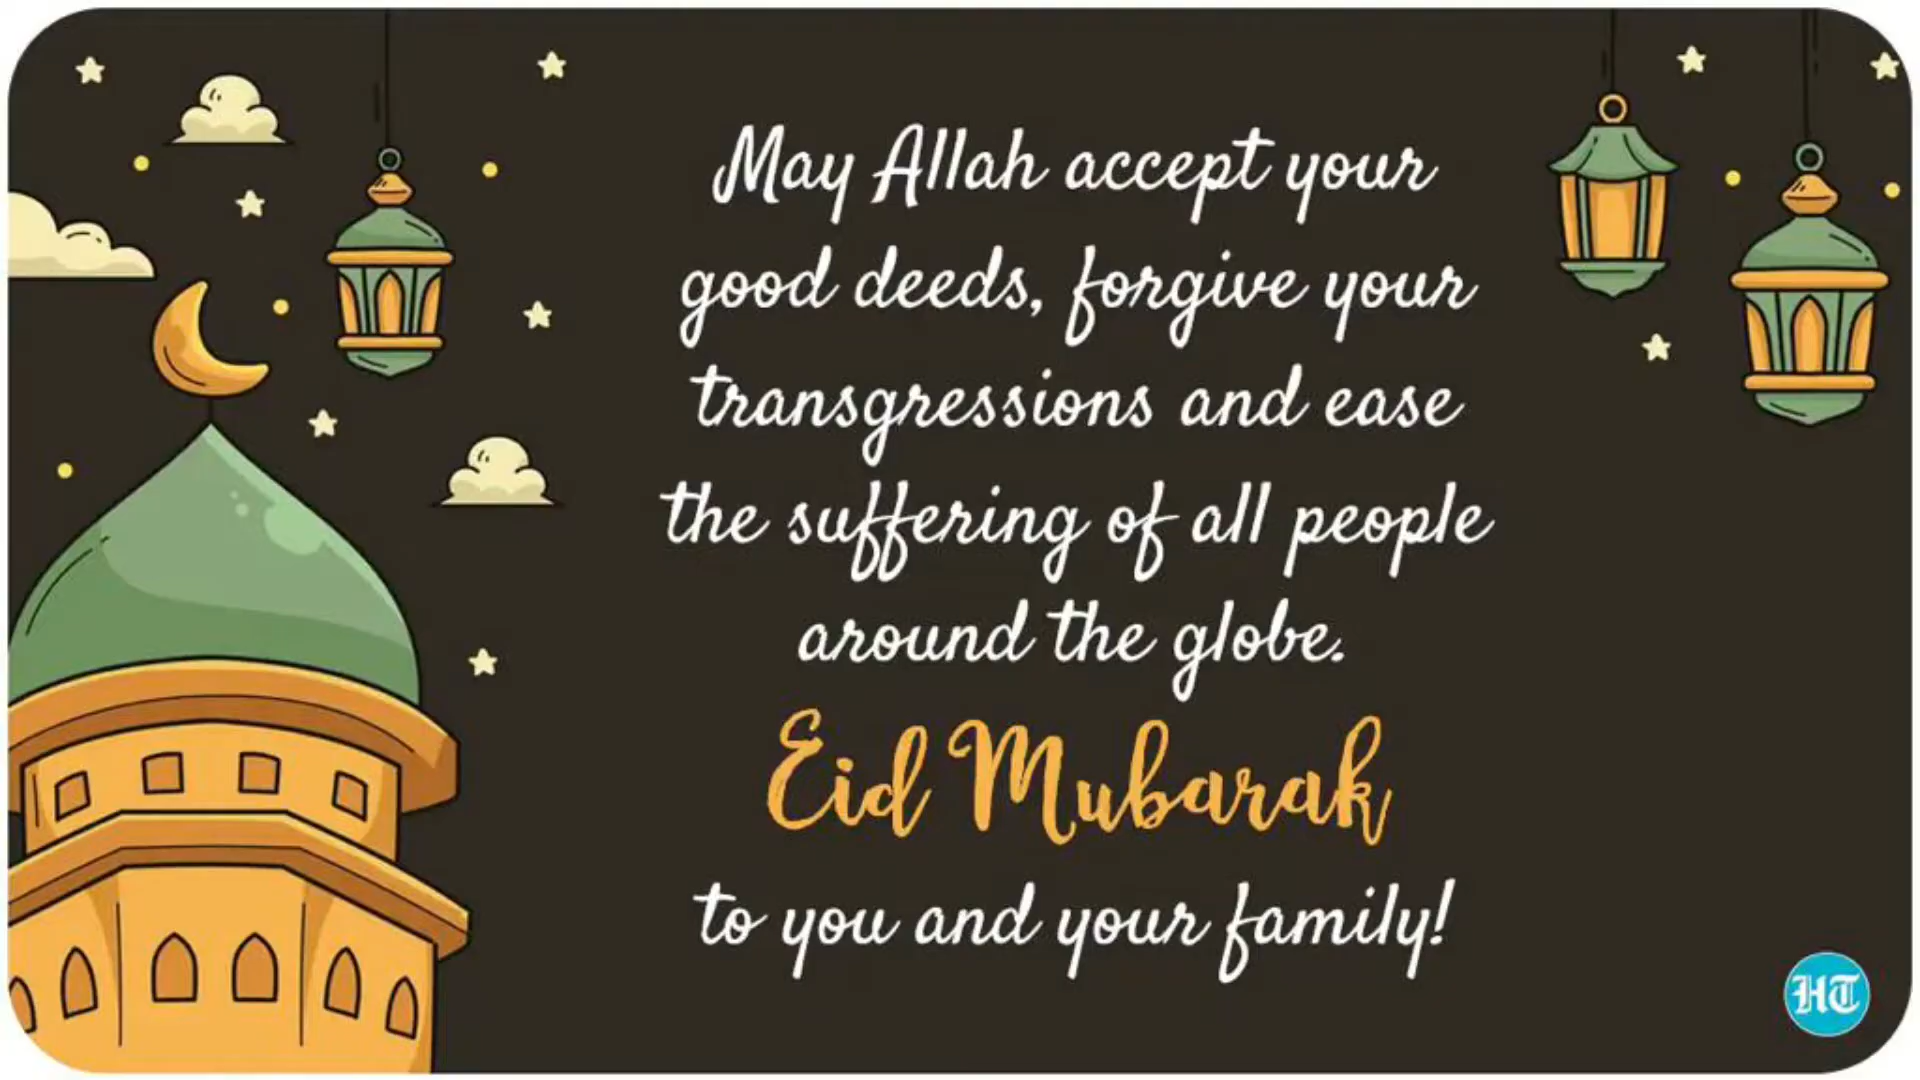 May Allah accept your
good deeds, forgive your
transgressions and ease
the suffering of all people
around the globe.
Eid Mubarak
to you and your family!
HT